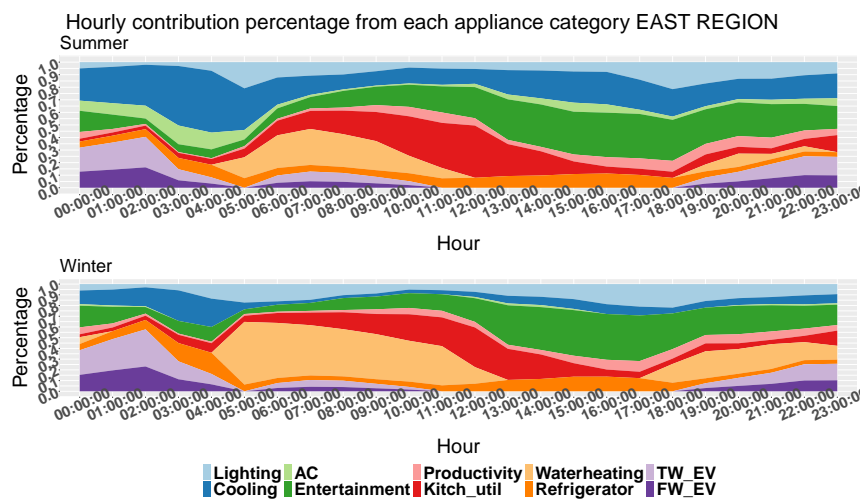 Hourly contribution percentage from each appliance category EAST REGION
Summer
Percentage
1.0
0.9
0.8
0.7
0.6
0.5
0.4
0.3
0.2
0.1
0.0
00:00:00 01:00:00 02:00:00 03:00:00 04:00:00 05:00:00 06:00:00 07:00:00 08:00:00 09:00:00 10:00:00 11:00:00 12:00:00 13:00:00 14:00:00 15:00:00 16:00:00 17:00:00 18:00:00 19:00:00 20:00:00 21:00:00 22:00:00 23:00:00
Hour
Winter
Percentage
1.0
0.9
0.8
0.7
0.6
0.5
0.4
0.3
0.2
0.1
0.0
00:00:00 01:00:00 02:00:00 03:00:00 04:00:00 05:00:00 06:00:00 07:00:00 08:00:00 09:00:00 10:00:00 11:00:00 12:00:00 13:00:00 14:00:00 15:00:00 16:00:00 17:00:00 18:00:00 19:00:00 20:00:00 21:00:00 22:00:00 23:00:00
Hour
Lighting AC Productivity Waterheating TW_EV
Cooling Entertainment Kitch_util Refrigerator FW_EV